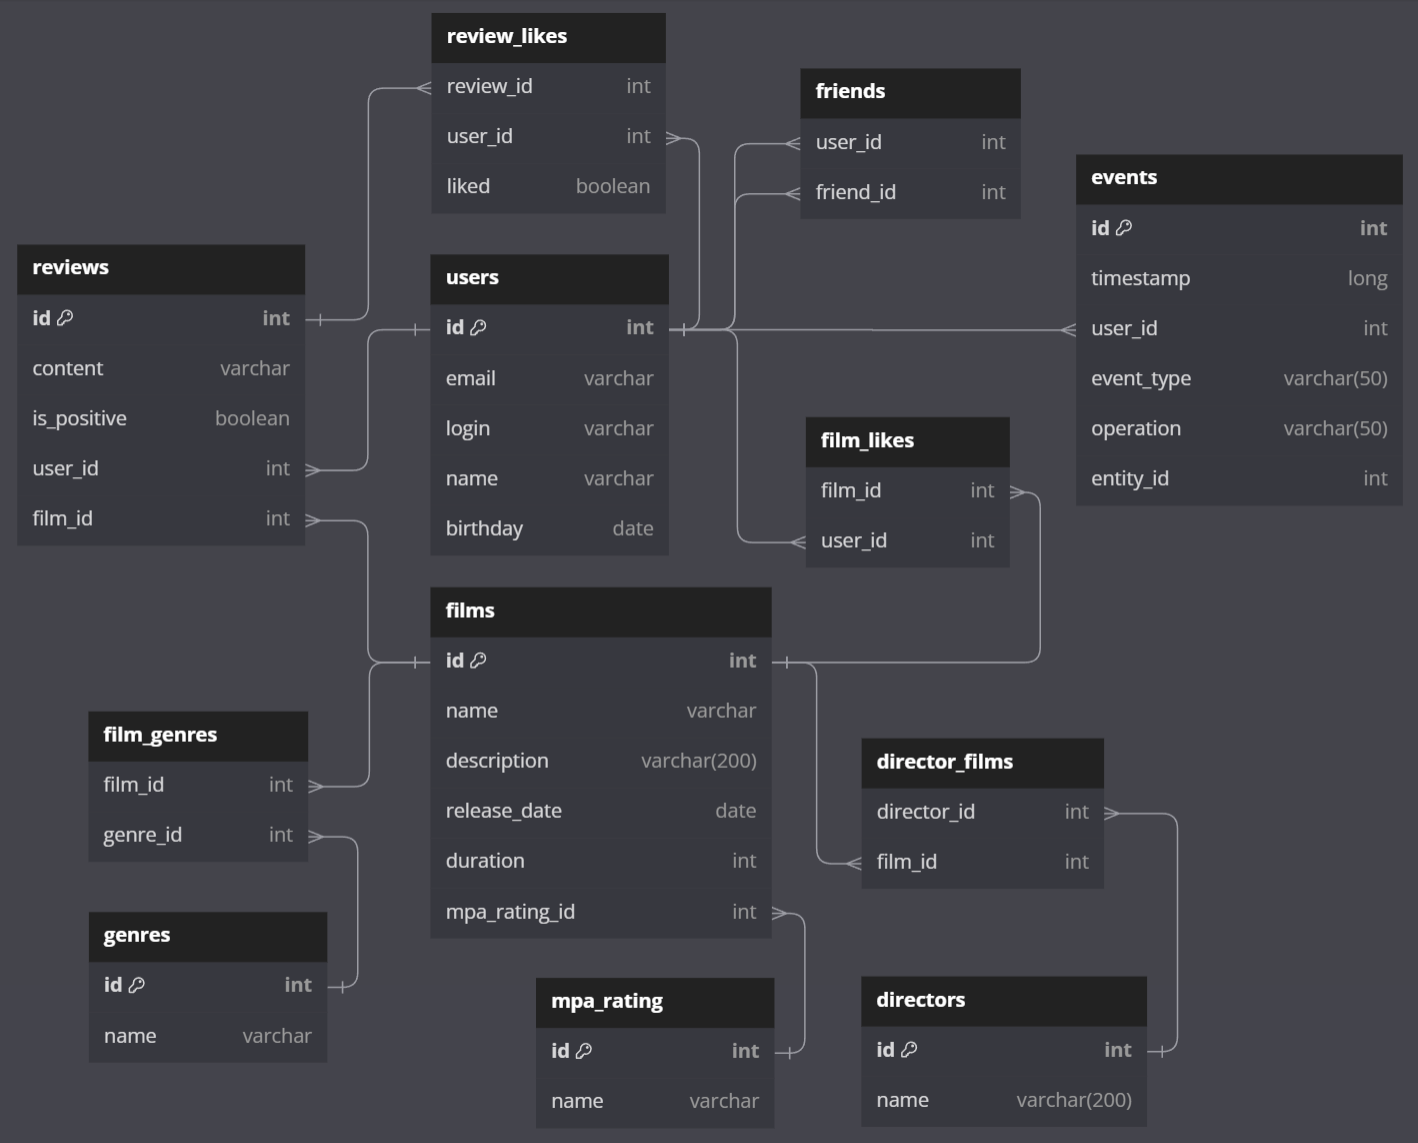 review_likes
review_id int
user_id int
liked boolean
friends
user_id int
friend_id int
events
id int
timestamp long
user_id int
event_type varchar(50)
operation varchar(50)
entity_id int
reviews
id int
content varchar
is_positive boolean
user_id int
film_id int
users
id int
email varchar
login varchar
name varchar
birthday date
film_likes
film_id int
user_id int
films
id int
name varchar
description varchar(200)
release_date date
duration int
mpa_rating_id int
film_genres
film_id int
genre_id int
director_films
director_id int
film_id int
genres
id int
name varchar
mpa_rating
id int
name varchar
directors
id int
name varchar(200)